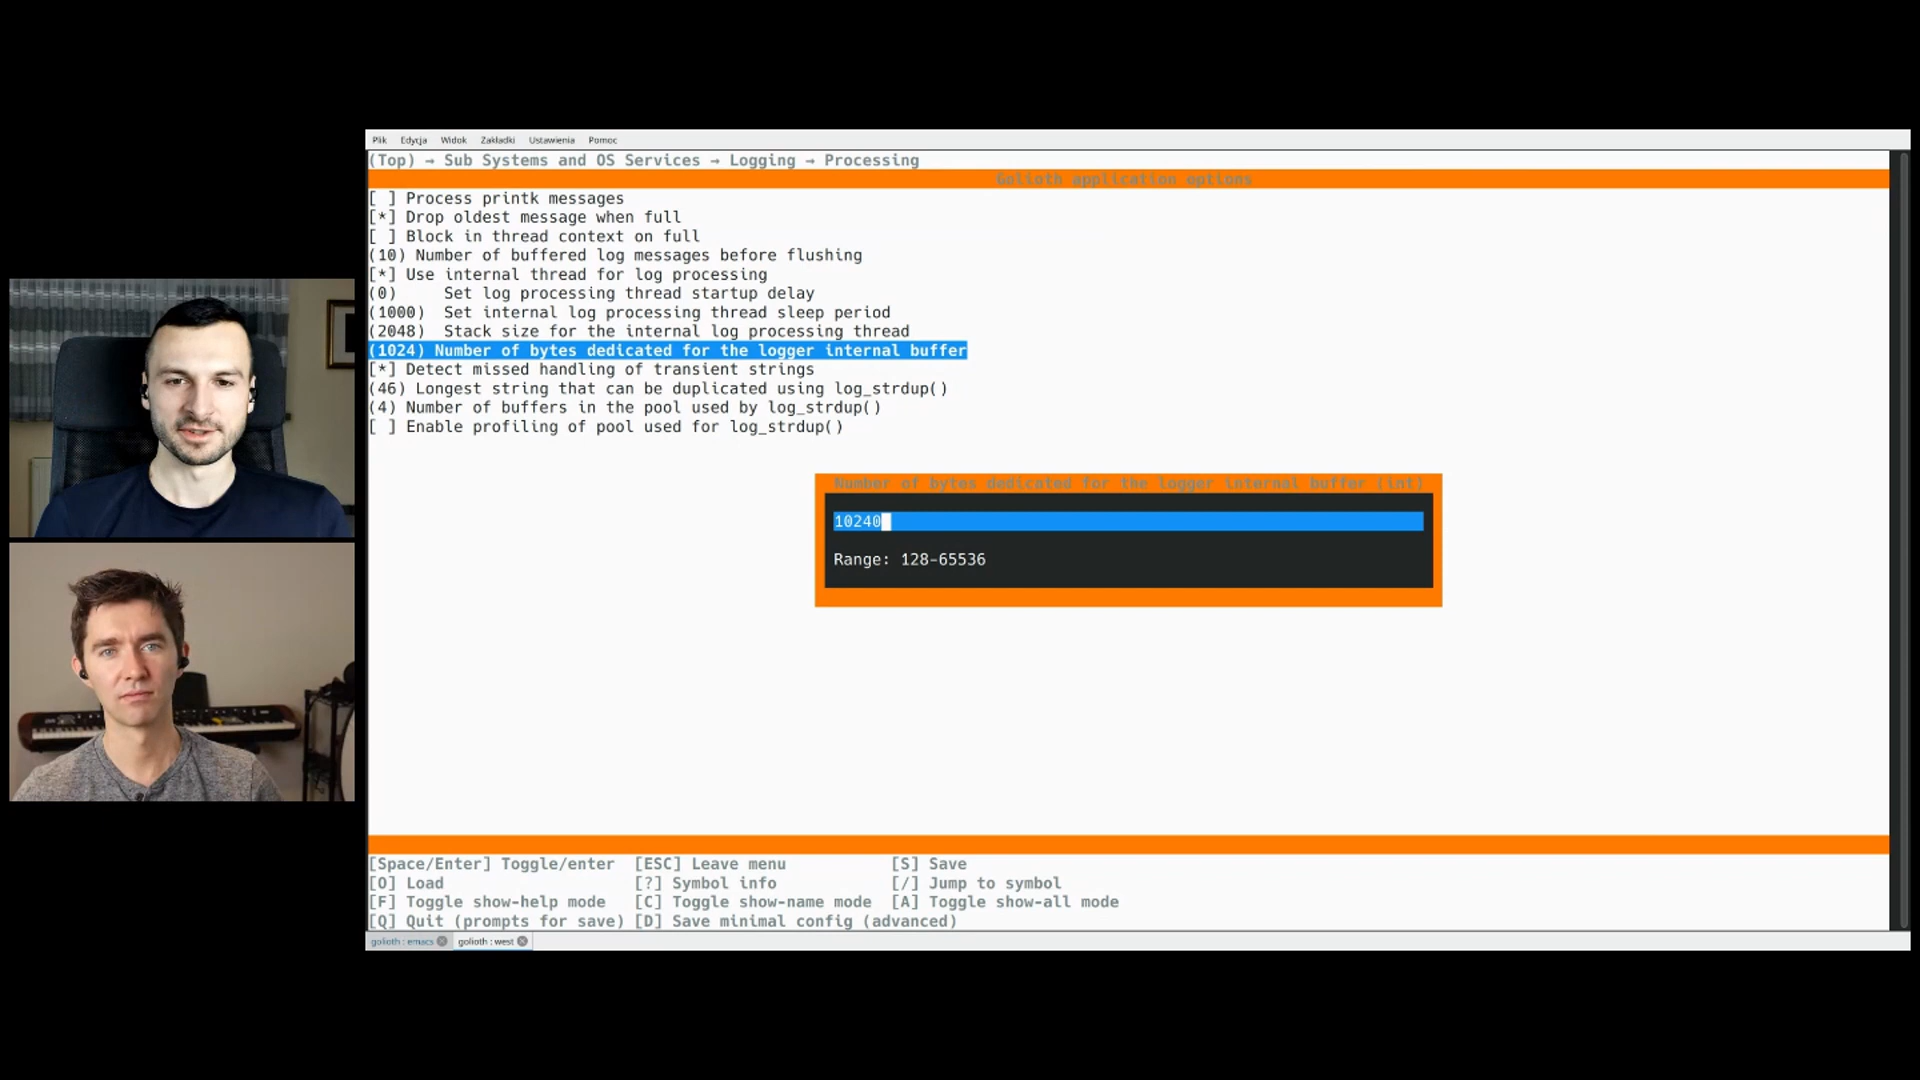 Plik Edycja Widok Zakładki Ustawienia Pomoc
(Top) → Sub Systems and OS Services → Logging → Processing
Golioth application options
[ ] Process printk messages
[*] Drop oldest message when full
[ ] Block in thread context on full
(10) Number of buffered log messages before flushing
[*] Use internal thread for log processing
(0) Set log processing thread startup delay
(1000) Set internal log processing thread sleep period
(2048) Stack size for the internal log processing thread
(1024) Number of bytes dedicated for the logger internal buffer
[*] Detect missed handling of transient strings
(46) Longest string that can be duplicated using log_strdup()
(4) Number of buffers in the pool used by log_strdup()
[ ] Enable profiling of pool used for log_strdup()
Number of bytes dedicated for the logger internal buffer (int)
10240
Range: 128-65536
[Space/Enter] Toggle/enter [ESC] Leave menu [S] Save
[O] Load [?] Symbol info [/] Jump to symbol
[F] Toggle show-help mode [C] Toggle show-name mode [A] Toggle show-all mode
[Q] Quit (prompts for save) [D] Save minimal config (advanced)
golioth : emacs golioth : west